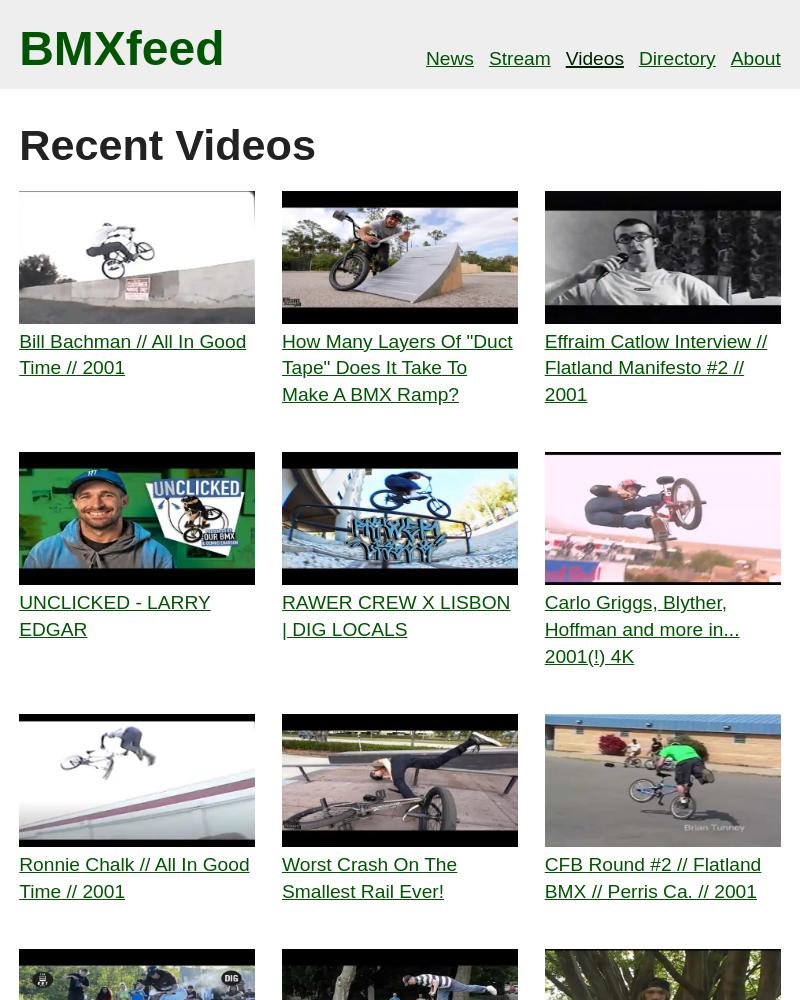 BMXfeed
News Stream Videos Directory About
Recent Videos
Bill Bachman // All In Good
Time // 2001
How Many Layers Of "Duct
Tape" Does It Take To
Make A BMX Ramp?
Effraim Catlow Interview //
Flatland Manifesto #2 //
2001
UNCLICKED
UNCLICKED - LARRY
EDGAR
RAWER CREW X LISBON
| DIG LOCALS
Carlo Griggs, Blyther,
Hoffman and more in...
2001(!) 4K
Ronnie Chalk // All In Good
Time // 2001
Worst Crash On The
Smallest Rail Ever!
Brian Tunney
CFB Round #2 // Flatland
BMX // Perris Ca. // 2001
DIG